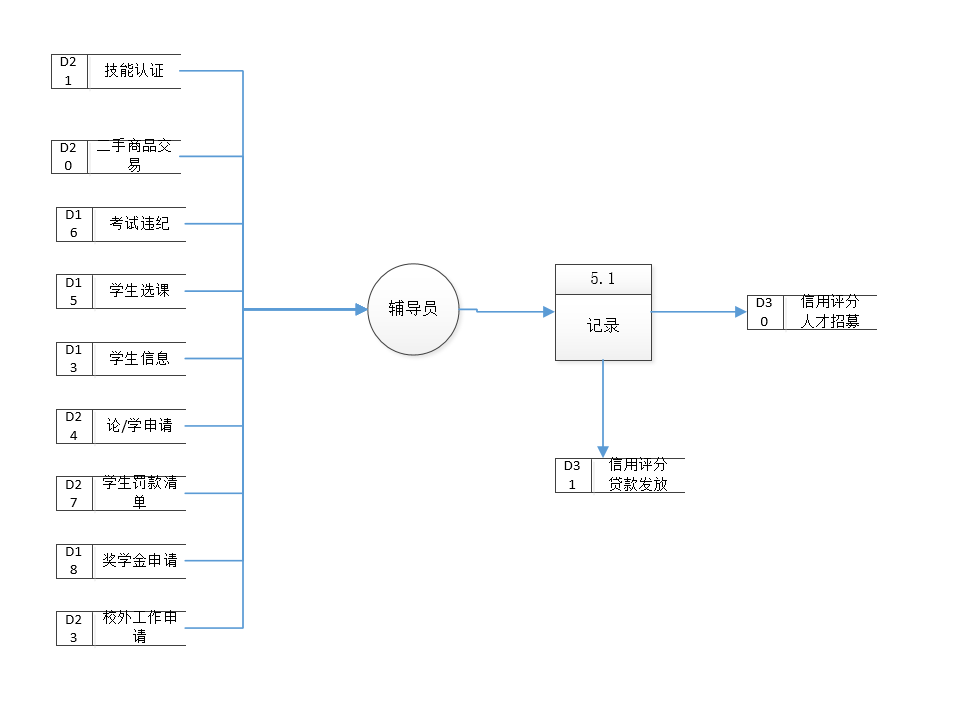 D2
1
技能认证
D2
0
二手商品交
易
D1
6
考试违纪
D1
5
学生选课
D1
3
学生信息
D2
4
论/学申请
D2
7
学生罚款清
单
D1
8
奖学金申请
D2
3
校外工作申
请
辅导员
5.1
记录
D3
0
信用评分
人才招募
D3
1
信用评分
贷款发放